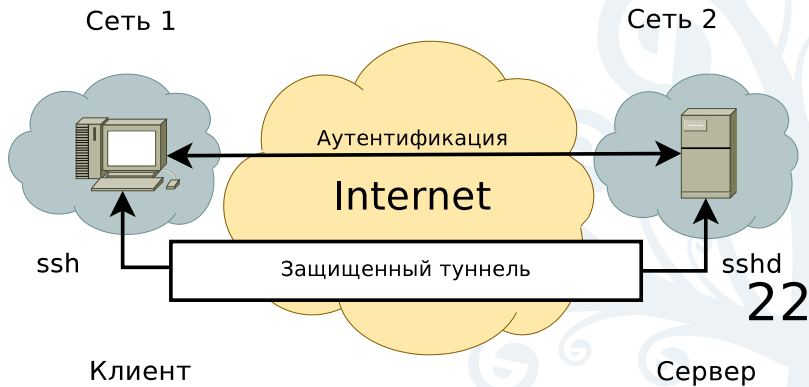 Сеть 1
Сеть 2
Аутентификация
Internet
ssh
Защищенный туннель
sshd
22
Клиент
Сервер